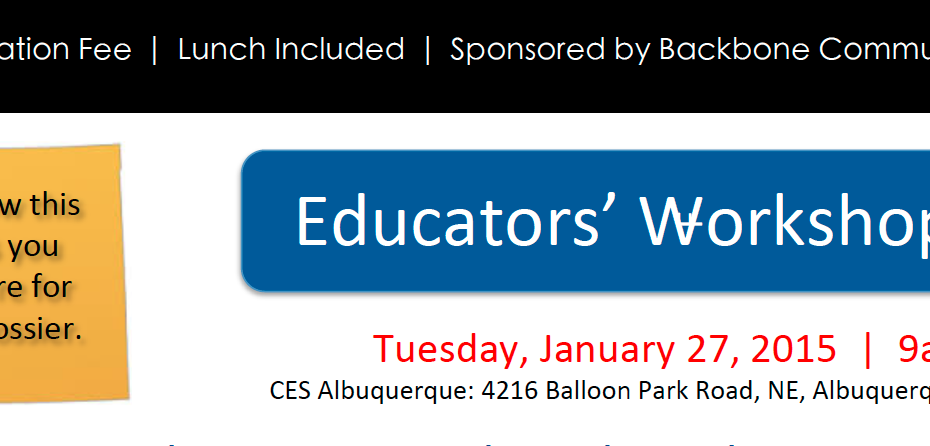 ation Fee | Lunch Included | Sponsored by Backbone Commu
w this
you
re for
ossier.
Educators’ Workshop
Tuesday, January 27, 2015 | 9a
CES Albuquerque: 4216 Balloon Park Road, NE, Albuquerq